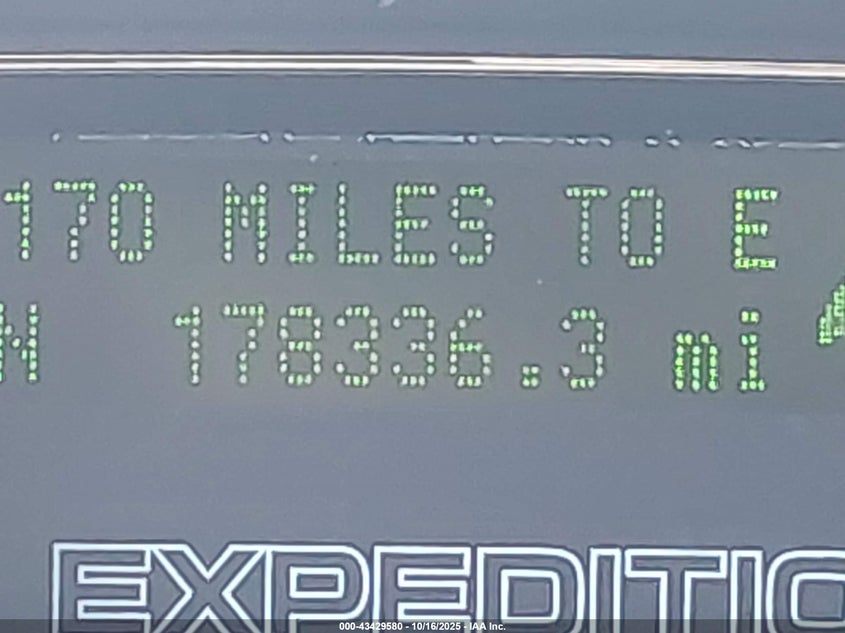 170 MILES TO E
N 178336.3 mi
EXPEDITIO
000-43429580 - 10/16/2025 - IAA Inc.